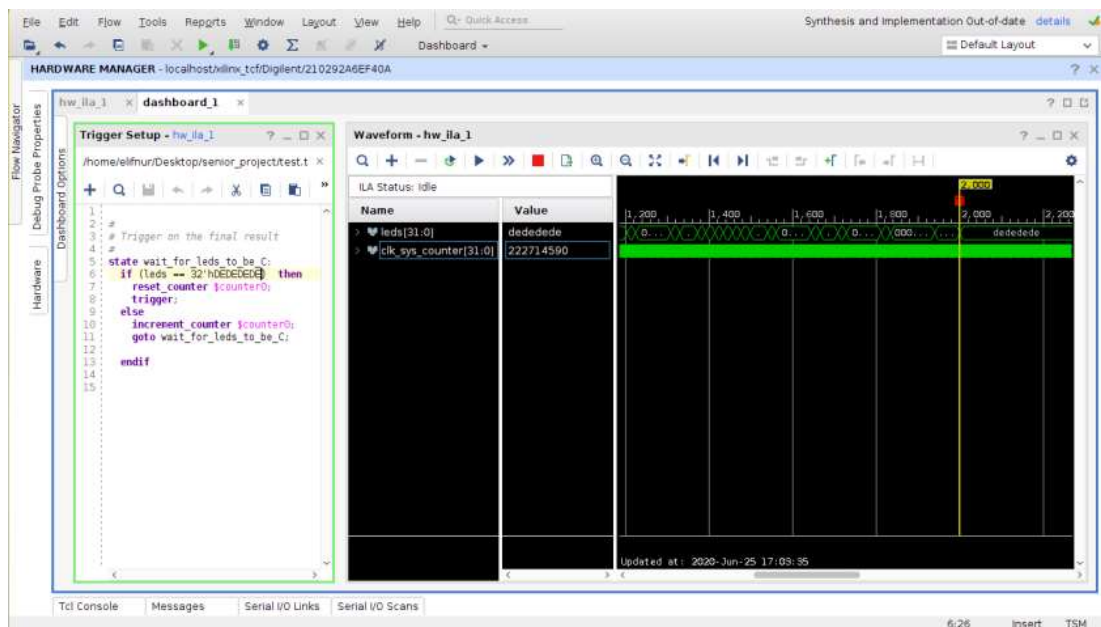 File Edit Flow Tools Reports Window Layout View Help Q- Quick Access Synthesis and Implementation Out-of-date details
Dashboard Default Layout
HARDWARE MANAGER - localhost/xilinx_tcf/Digilent/210292A6EF40A
Flow Navigator
Debug Probe Properties
Hardware
hw_ila_1 dashboard_1
Dashboard Options
Trigger Setup - hw_ila_1
/home/elifnur/Desktop/senior_project/test.t
1
2 #
3 # Trigger on the final result
4 #
5 state wait_for_leds_to_be_C:
6 if (leds == 32'hDEDEDEDE) then
7 reset_counter $counter0;
8 trigger;
9 else
10 increment_counter $counter0;
11 goto wait_for_leds_to_be_C;
12
13 endif
14
15
Waveform - hw_ila_1
ILA Status: Idle
Name Value
leds[31:0] dededede
clk_sys_counter[31:0] 222714590
2,000
1,200 1,400 1,600 1,800 2,000 2,200
0... 0... 0... 000... ... dededede
Updated at: 2020-Jun-25 17:09:35
Tcl Console Messages Serial I/O Links Serial I/O Scans
6:26 Insert TSM